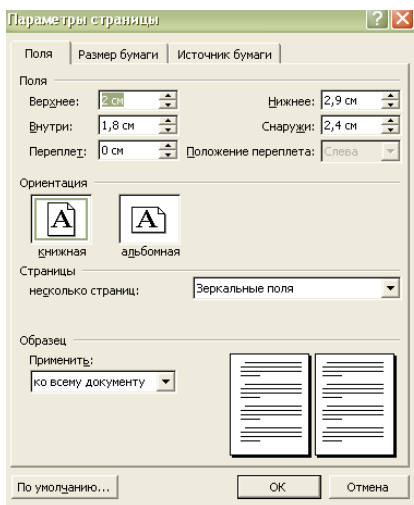 Параметры страницы
Поля Размер бумаги Источник бумаги
Поля
Верхнее: 2 см Нижнее: 2,9 см
Внутри: 1,8 см Снаружи: 2,4 см
Переплет: 0 см Положение переплета: Слева
Ориентация
A A
книжная альбомная
Страницы
несколько страниц: Зеркальные поля
Образец
Применить:
ко всему документу
По умолчанию... ОК Отмена